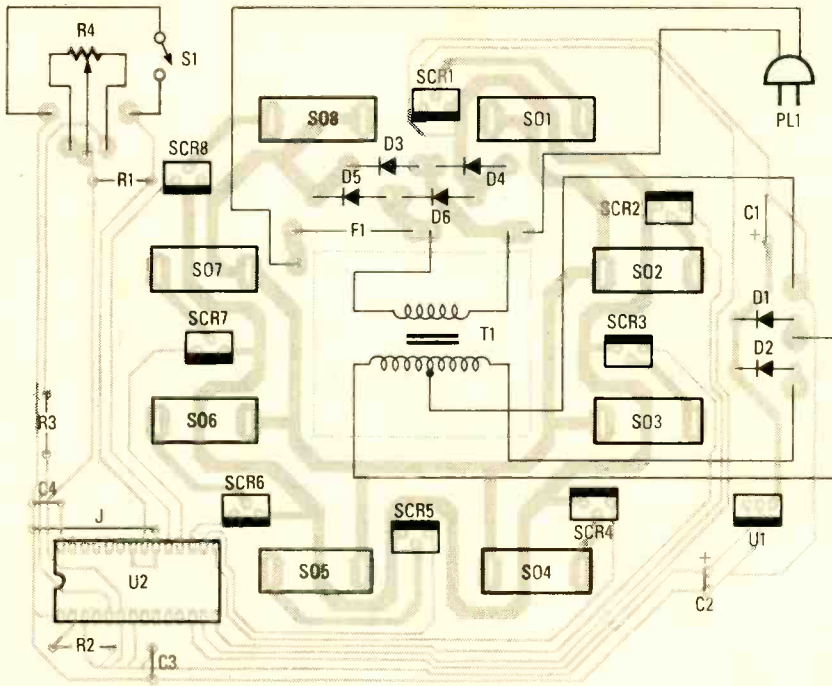 R4
S1
PL1
SCR1
SO8
SO1
SCR8
D3
D4
R1
D5
D6
SCR2
C1
+
F1
SO7
SO2
D1
SCR7
T1
SCR3
D2
R3
SO6
SO3
C4
SCR6
SCR5
SCR4
J
U1
U2
SO5
SO4
+
C2
R2
C3